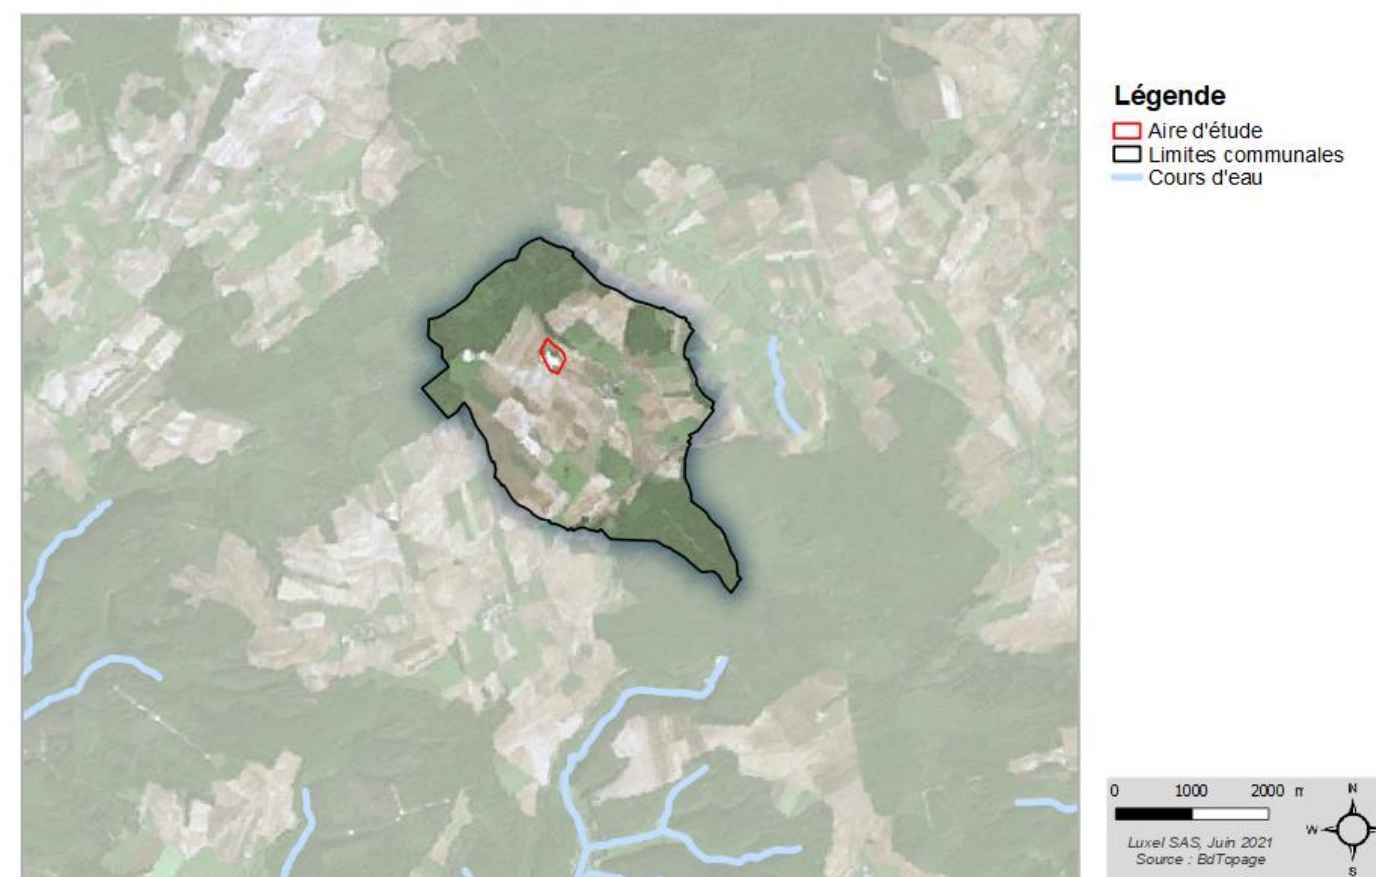 Légende
Aire d'étude
Limites communales
Cours d'eau
0 1000 2000 m
N
W
S
Luxel SAS, Juin 2021
Source : BdTopage